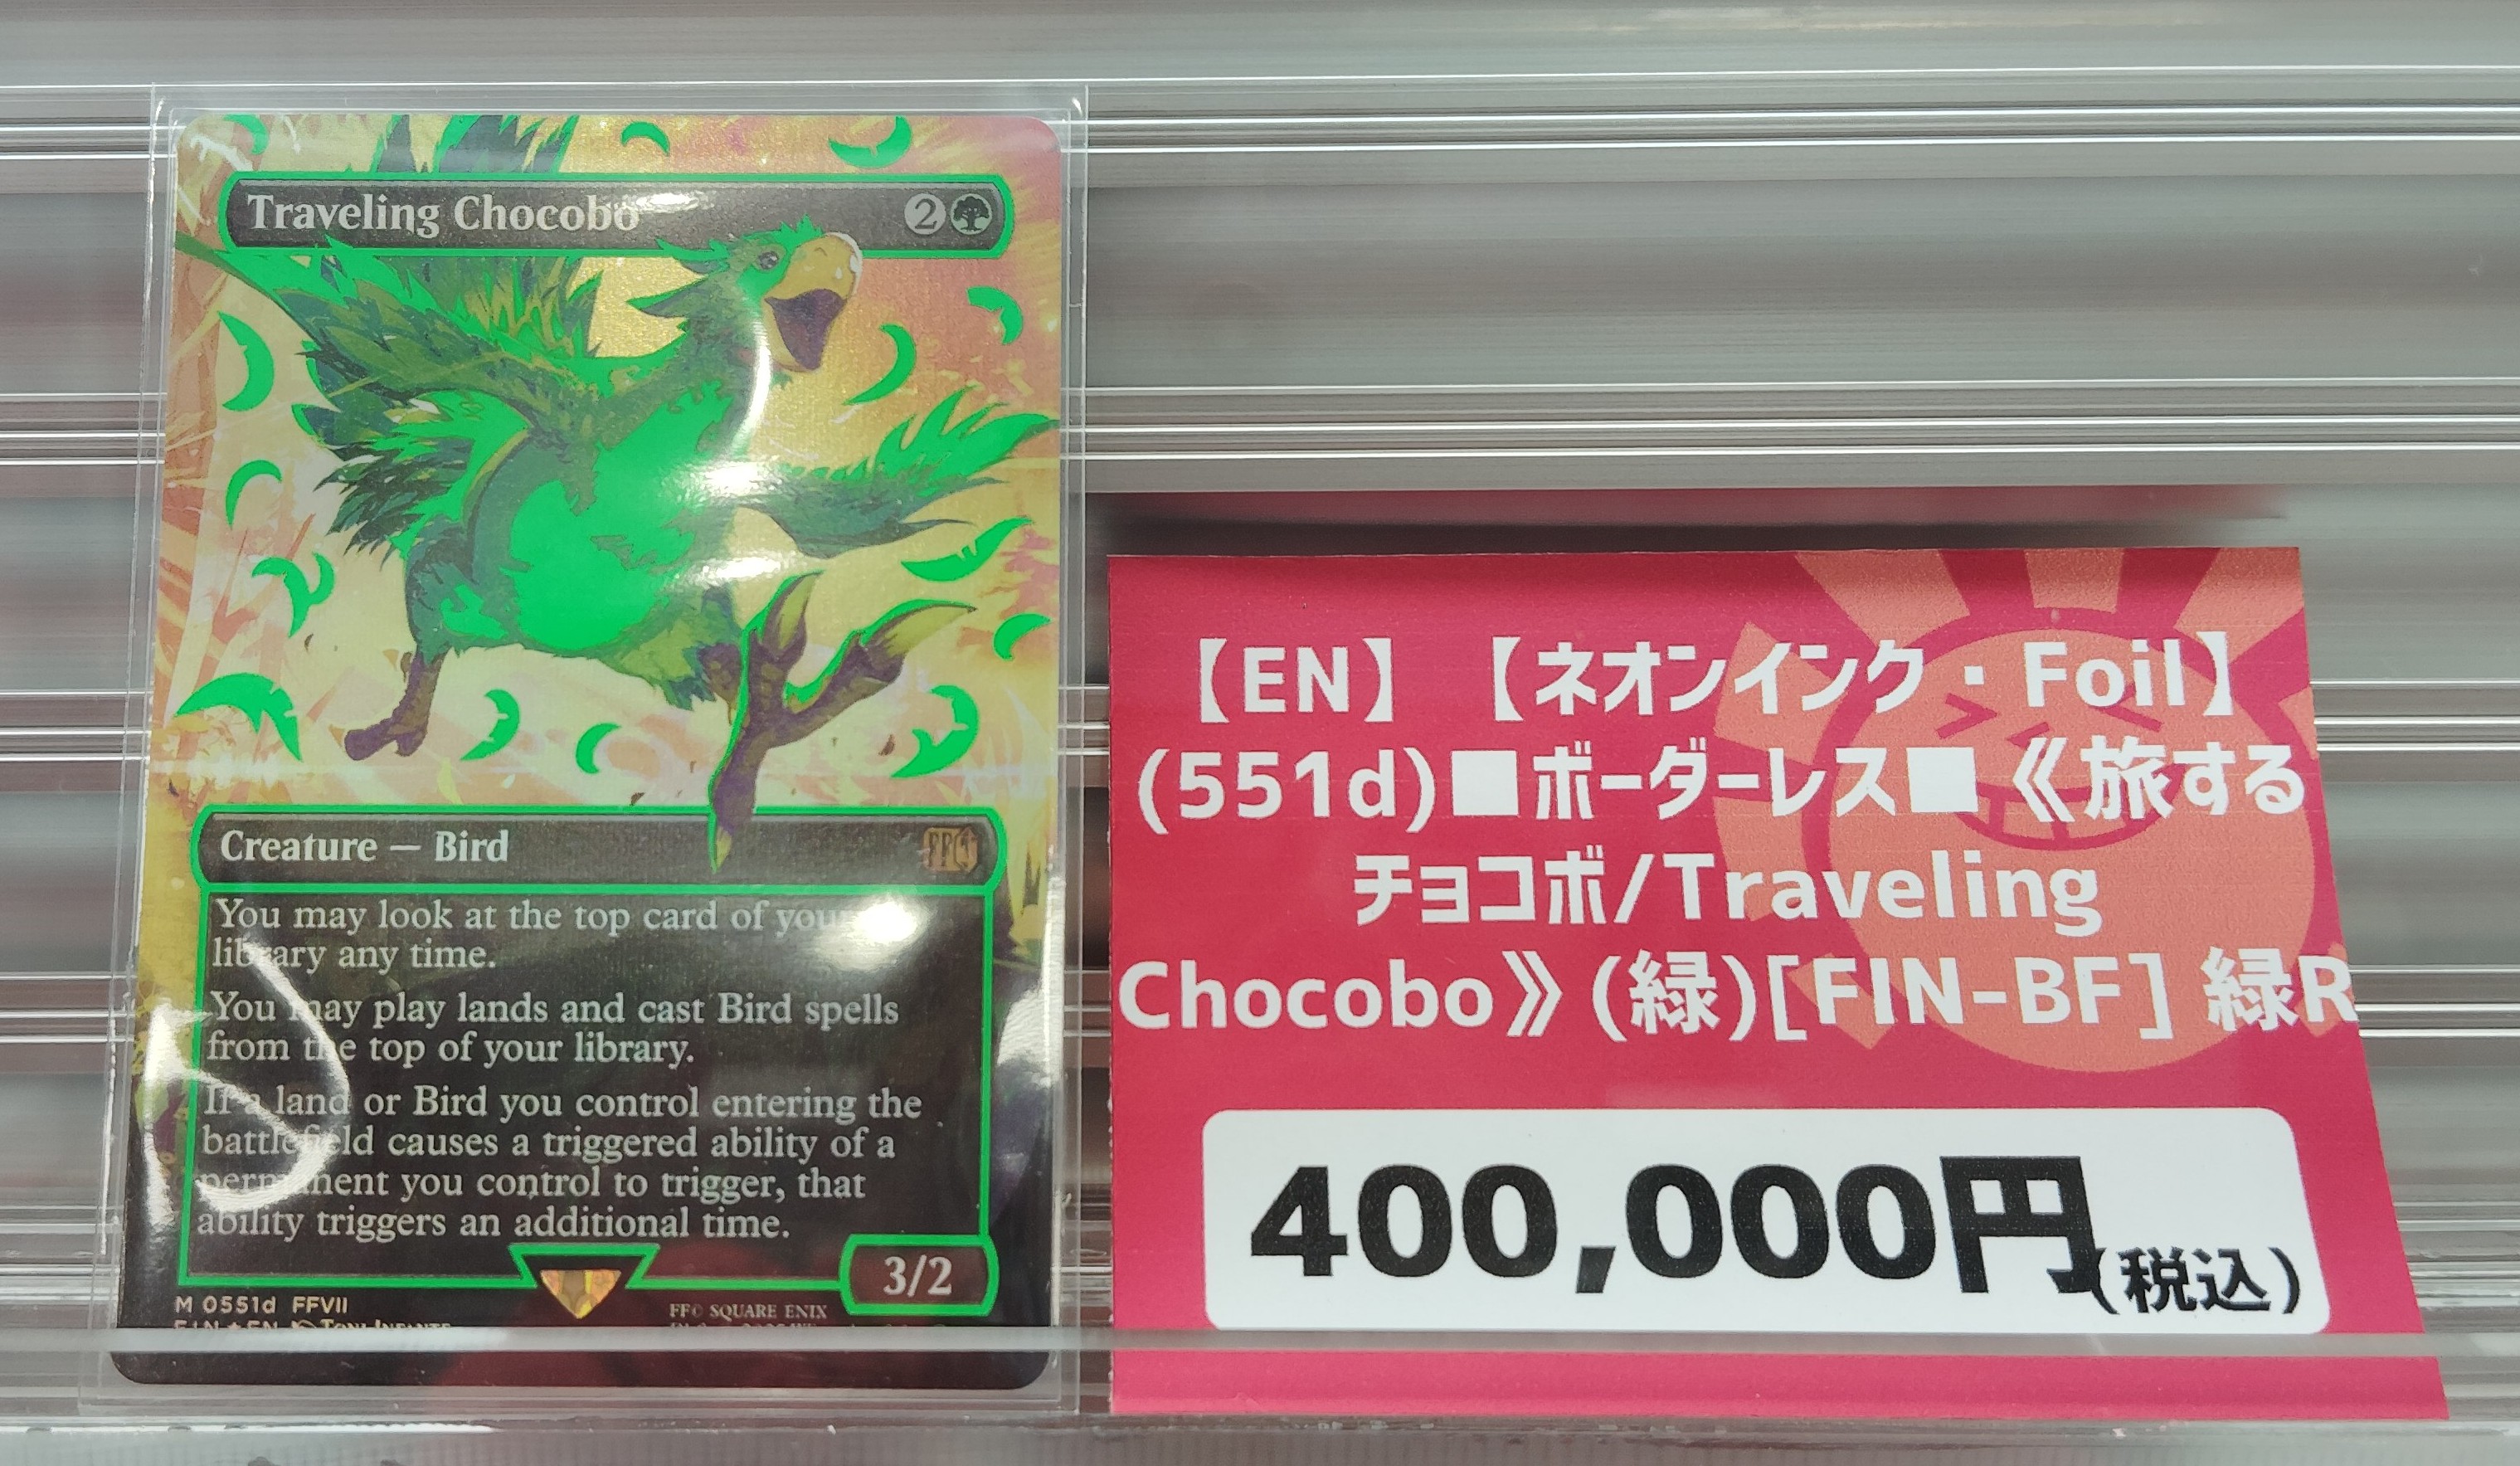 Traveling Chocobo
2
Creature — Bird
You may look at the top card of your
library any time.
You may play lands and cast Bird spells
from the top of your library.
If a land or Bird you control entering the
battlefield causes a triggered ability of a
permanent you control to trigger, that
ability triggers an additional time.
3/2
M 0551d FFVII
FF© SQUARE ENIX
FIN ★ EN TONI INFANTE
【EN】【ネオンインク・Foil】
(551d)■ボーダーレス■《旅する
チョコボ/Traveling
Chocobo》(緑)[FIN-BF] 緑R
400,000円(税込)